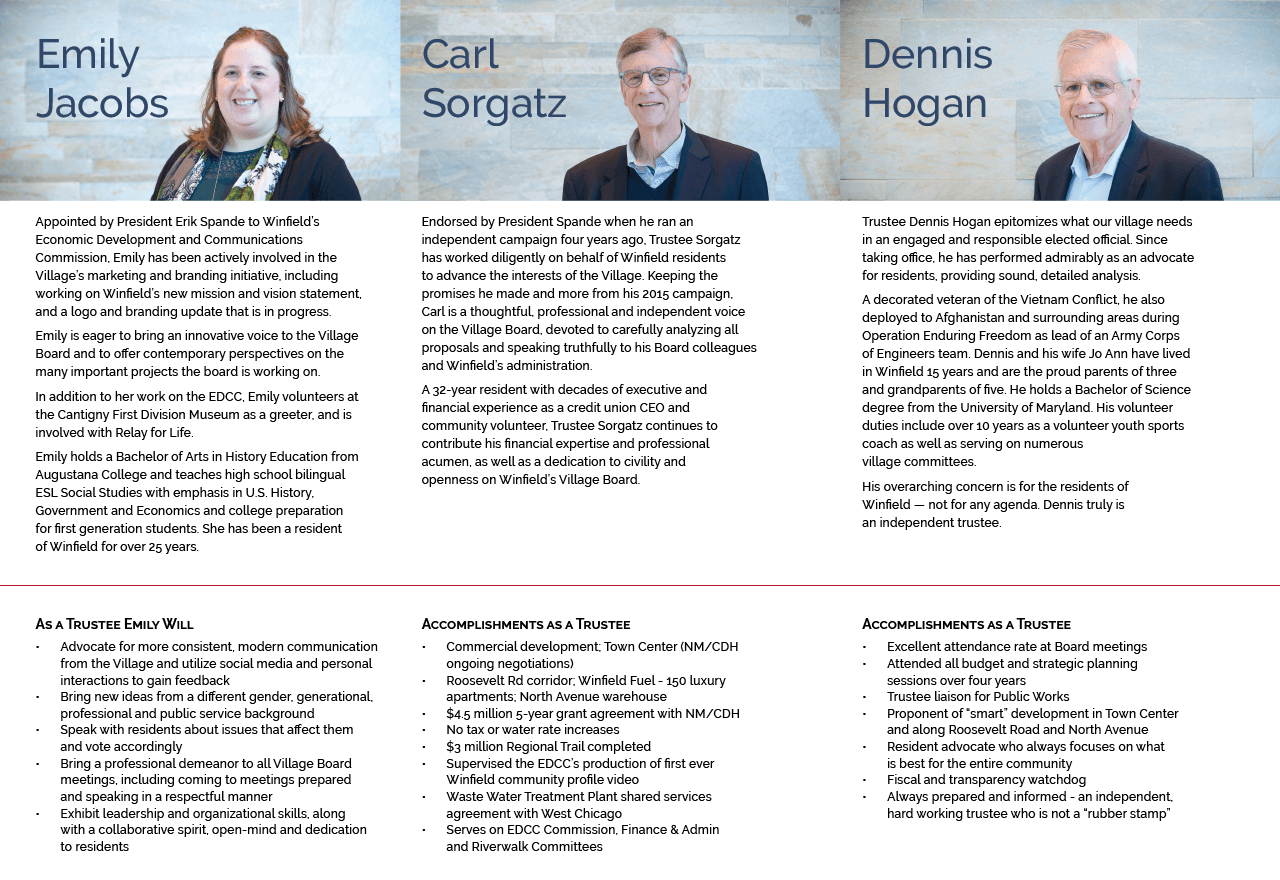 Emily
Jacobs
Appointed by President Erik Spande to Winfield's
Economic Development and Communications
Commission, Emily has been actively involved in the
Village's marketing and branding initiative, including
working on Winfield's new mission and vision statement,
and a logo and branding update that is in progress.
Emily is eager to bring an innovative voice to the Village
Board and to offer contemporary perspectives on the
many important projects the board is working on.
In addition to her work on the EDCC, Emily volunteers at
the Cantigny First Division Museum as a greeter, and is
involved with Relay for Life.
Emily holds a Bachelor of Arts in History Education from
Augustana College and teaches high school bilingual
ESL Social Studies with emphasis in U.S. History,
Government and Economics and college preparation
for first generation students. She has been a resident
of Winfield for over 25 years.
Carl
Sorgatz
Endorsed by President Spande when he ran an
independent campaign four years ago, Trustee Sorgatz
has worked diligently on behalf of Winfield residents
to advance the interests of the Village. Keeping the
promises he made and more from his 2015 campaign,
Carl is a thoughtful, professional and independent voice
on the Village Board, devoted to carefully analyzing all
proposals and speaking truthfully to his Board colleagues
and Winfield's administration.
A 32-year resident with decades of executive and
financial experience as a credit union CEO and
community volunteer, Trustee Sorgatz continues to
contribute his financial expertise and professional
acumen, as well as a dedication to civility and
openness on Winfield's Village Board.
Dennis
Hogan
Trustee Dennis Hogan epitomizes what our village needs
in an engaged and responsible elected official. Since
taking office, he has performed admirably as an advocate
for residents, providing sound, detailed analysis.
A decorated veteran of the Vietnam Conflict, he also
deployed to Afghanistan and surrounding areas during
Operation Enduring Freedom as lead of an Army Corps
of Engineers team. Dennis and his wife Jo Ann have lived
in Winfield 15 years and are the proud parents of three
and grandparents of five. He holds a Bachelor of Science
degree from the University of Maryland. His volunteer
duties include over 10 years as a volunteer youth sports
coach as well as serving on numerous
village committees.
His overarching concern is for the residents of
Winfield — not for any agenda. Dennis truly is
an independent trustee.
As a Trustee Emily Will
• Advocate for more consistent, modern communication
from the Village and utilize social media and personal
interactions to gain feedback
• Bring new ideas from a different gender, generational,
professional and public service background
• Speak with residents about issues that affect them
and vote accordingly
• Bring a professional demeanor to all Village Board
meetings, including coming to meetings prepared
and speaking in a respectful manner
• Exhibit leadership and organizational skills, along
with a collaborative spirit, open-mind and dedication
to residents
Accomplishments as a Trustee
• Commercial development; Town Center (NM/CDH
ongoing negotiations)
• Roosevelt Rd corridor; Winfield Fuel - 150 luxury
apartments; North Avenue warehouse
• $4.5 million 5-year grant agreement with NM/CDH
• No tax or water rate increases
• $3 million Regional Trail completed
• Supervised the EDCC's production of first ever
Winfield community profile video
• Waste Water Treatment Plant shared services
agreement with West Chicago
• Serves on EDCC Commission, Finance & Admin
and Riverwalk Committees
Accomplishments as a Trustee
• Excellent attendance rate at Board meetings
• Attended all budget and strategic planning
sessions over four years
• Trustee liaison for Public Works
• Proponent of "smart" development in Town Center
and along Roosevelt Road and North Avenue
• Resident advocate who always focuses on what
is best for the entire community
• Fiscal and transparency watchdog
• Always prepared and informed - an independent,
hard working trustee who is not a "rubber stamp"